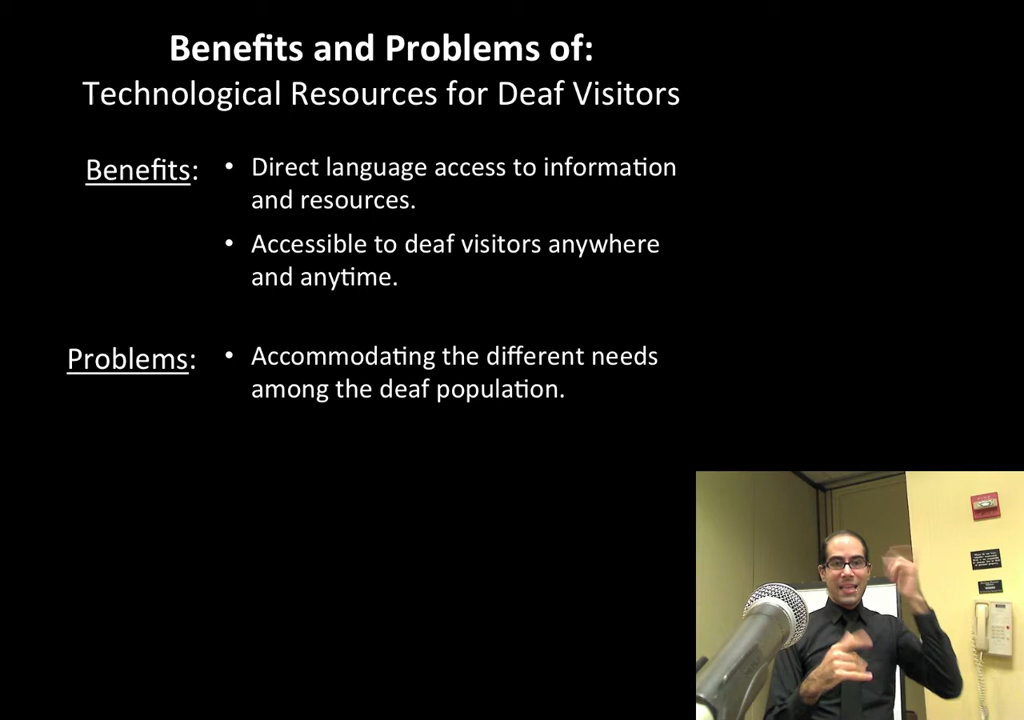 Benefits and Problems of:
Technological Resources for Deaf Visitors
Benefits:
• Direct language access to information
and resources.
• Accessible to deaf visitors anywhere
and anytime.
Problems:
• Accommodating the different needs
among the deaf population.